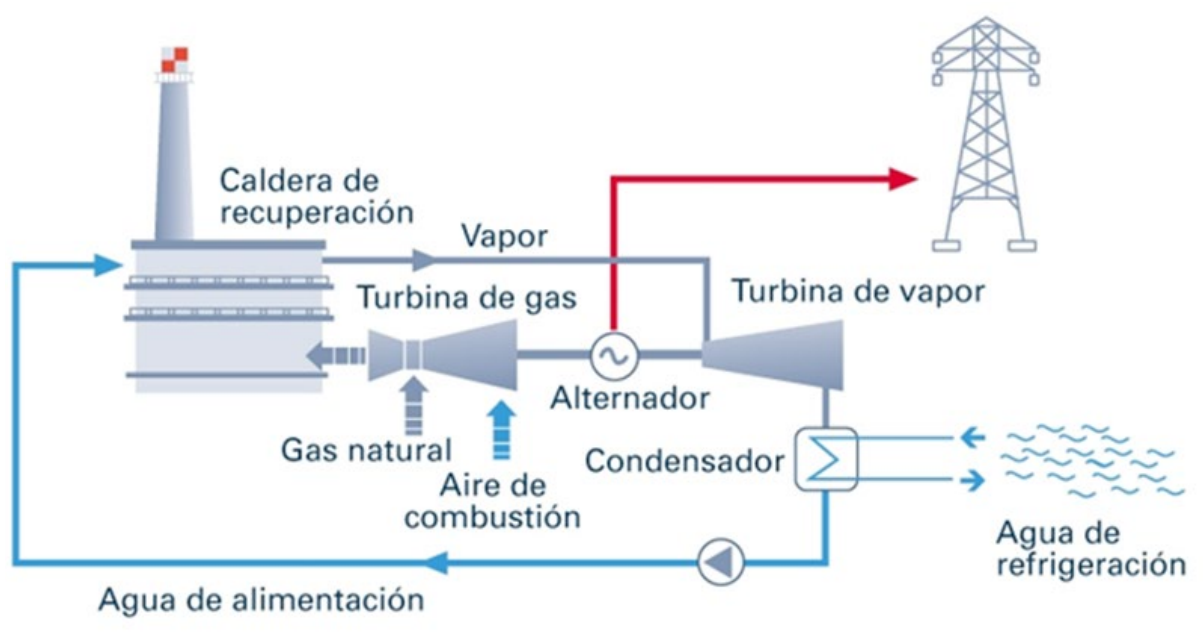 Caldera de
recuperación
Vapor
Turbina de gas
Turbina de vapor
Alternador
Gas natural
Condensador
Aire de
combustión
Agua de
refrigeración
Agua de alimentación